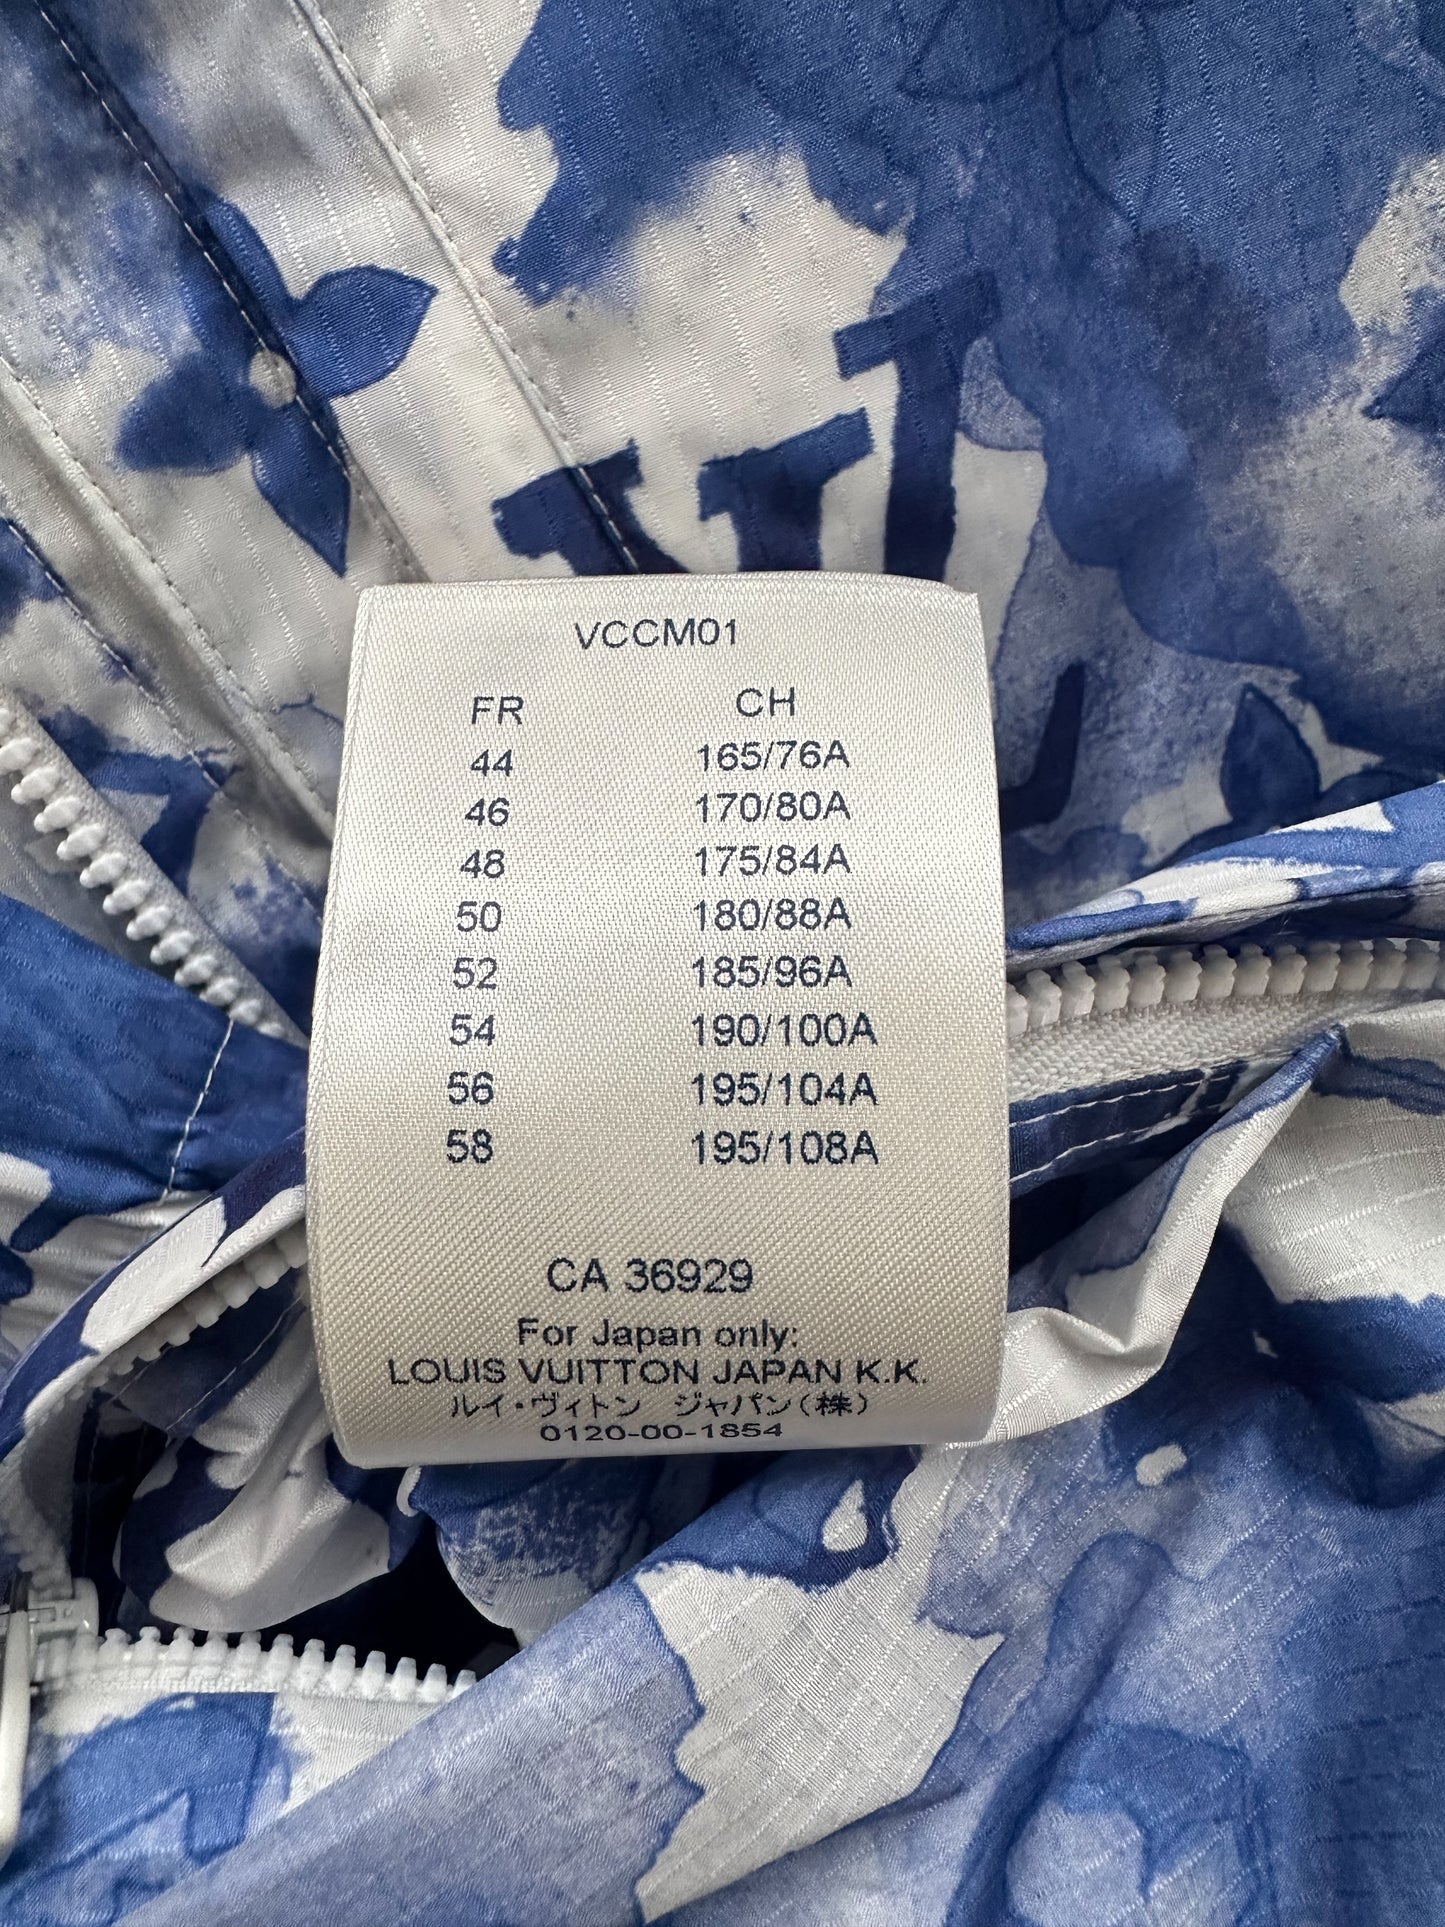 VCCM01
FR CH
44 165/76A
46 170/80A
48 175/84A
50 180/88A
52 185/96A
54 190/100A
56 195/104A
58 195/108A
CA 36929
For Japan only:
LOUIS VUITTON JAPAN K.K.
ルイ・ヴィトン ジャパン(株)
0120-00-1854